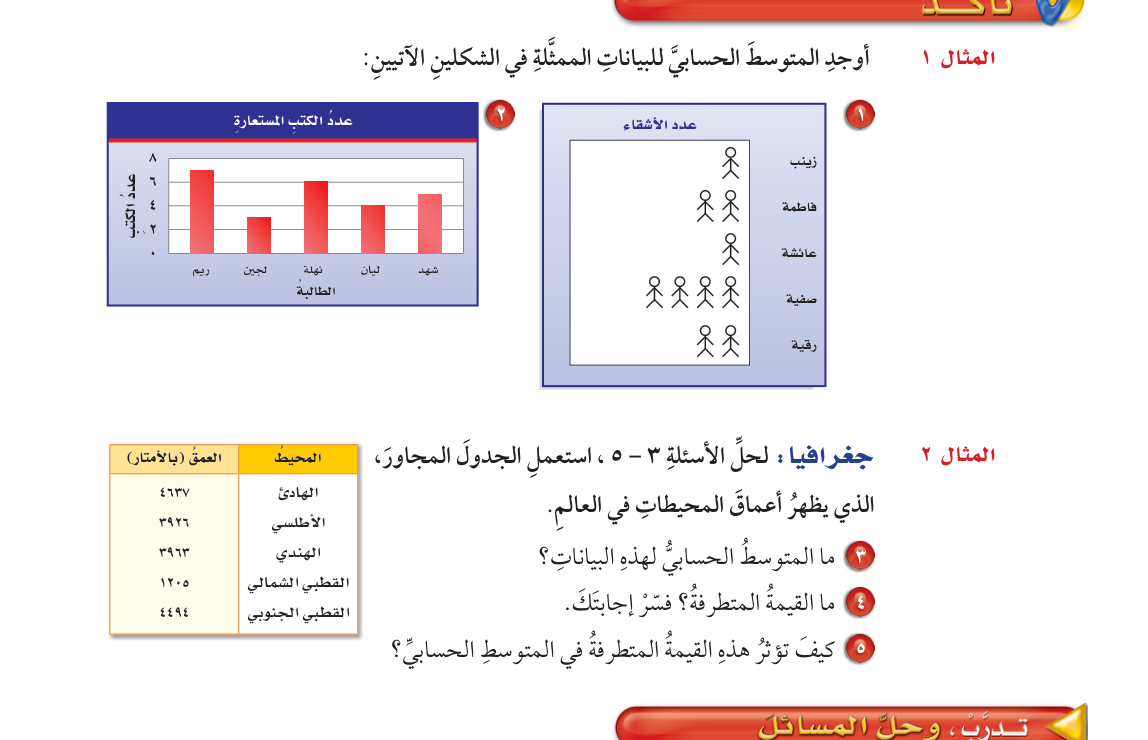 تأكد
المثال ١
أوجدِ المتوسطَ الحسابيَّ للبياناتِ الممثَّلةِ في الشكلينِ الآتيينِ:
١
عدد الأشقاء
زينب
فاطمة
عائشة
صفية
رقية
٢
عددُ الكتبِ المستعارةِ
عددُ الكتبِ
٨
٦
٤
٢
٠
ريم
لجين
نهلة
ليان
شهد
الطالبةُ
المثال ٢
جغرافيا: لحلِّ الأسئلةِ ٣ – ٥ ، استعملِ الجدولَ المجاورَ،
الذي يظهرُ أعماقَ المحيطاتِ في العالمِ.
٣ ما المتوسطُ الحسابيُّ لهذهِ البياناتِ؟
٤ ما القيمةُ المتطرفةُ؟ فسّرْ إجابتَكَ.
٥ كيفَ تؤثرُ هذهِ القيمةُ المتطرفةُ في المتوسطِ الحسابيِّ؟
المحيطُ العمقُ (بالأمتار)
الهادئ ٤٦٣٧
الأطلسي ٣٩٢٦
الهندي ٣٩٦٣
القطبي الشمالي ١٢٠٥
القطبي الجنوبي ٤٤٩٤
تدرَّبْ، وحلَّ المسائلَ